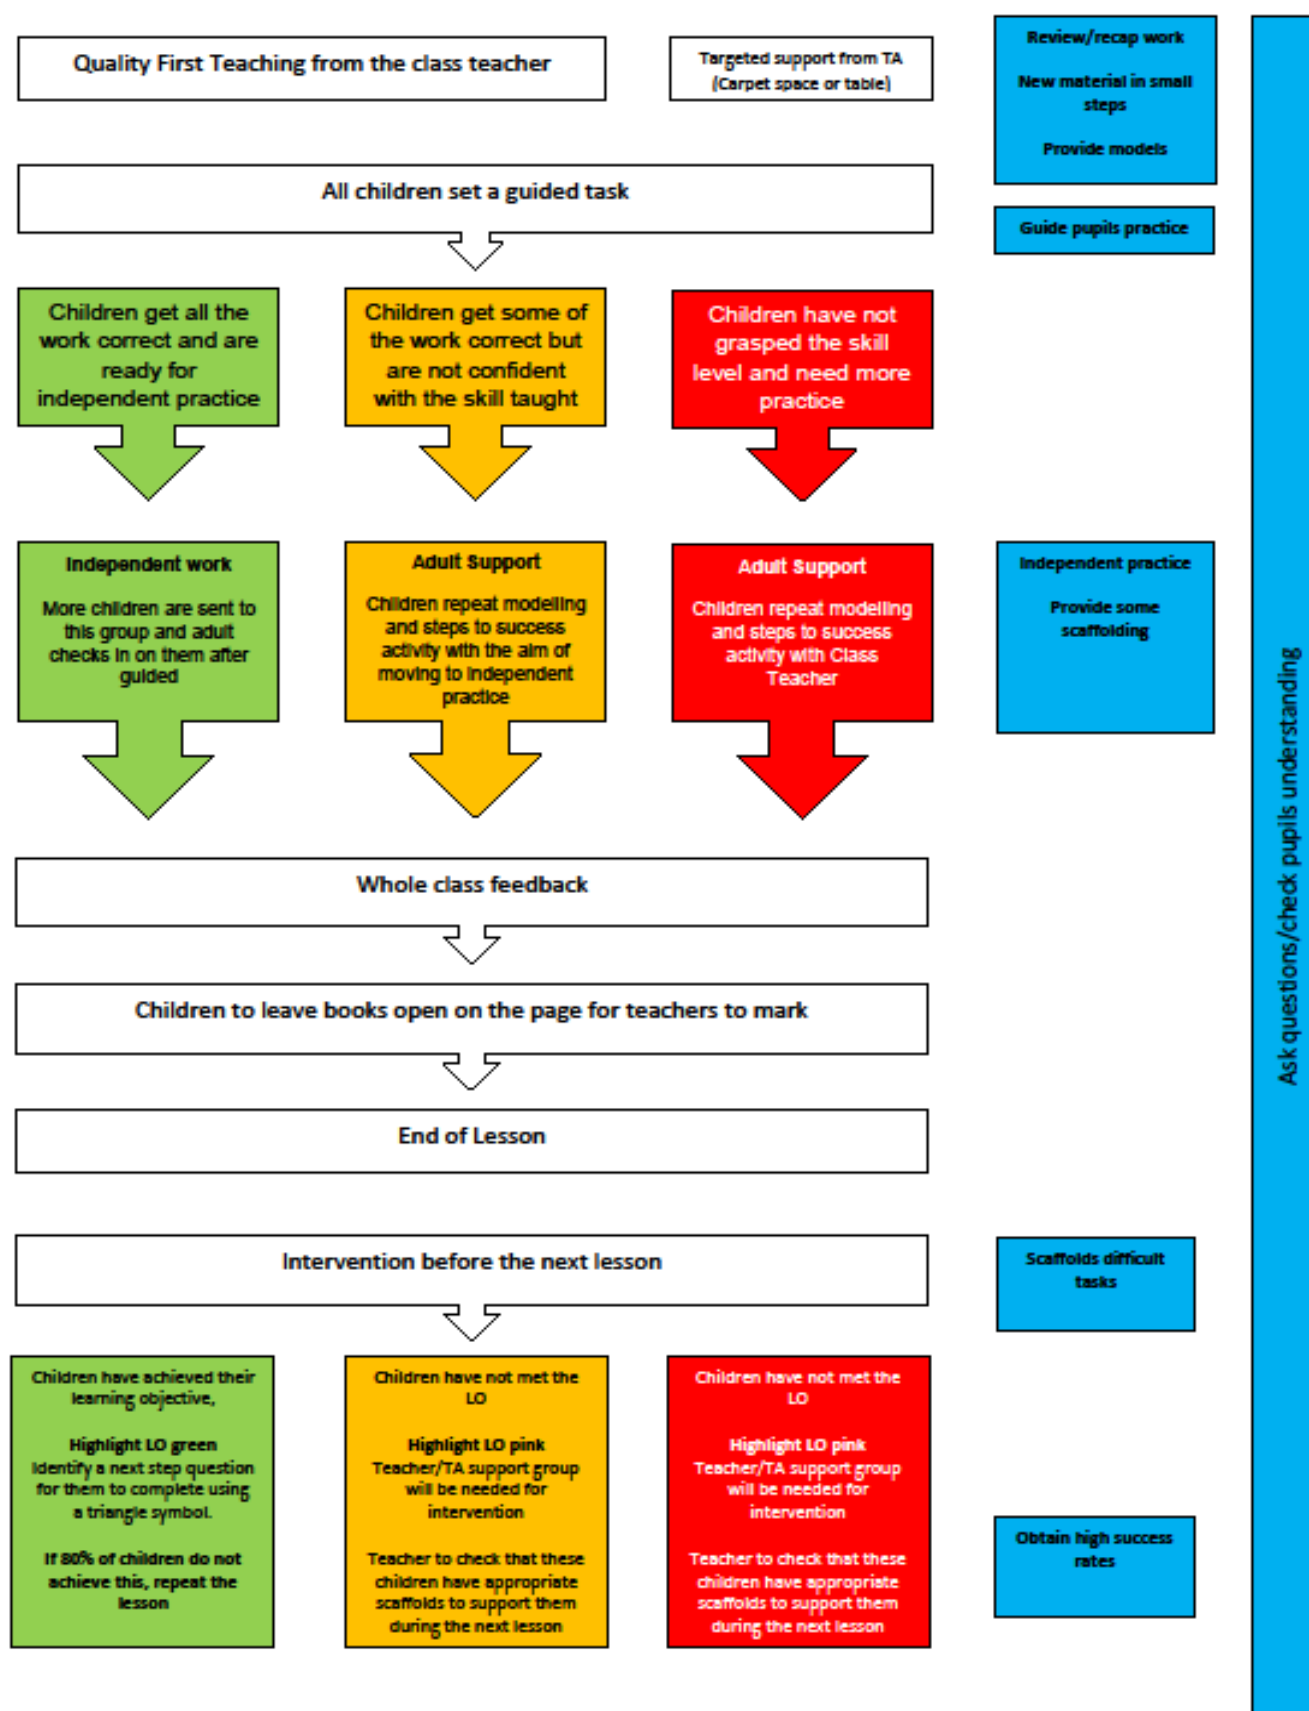 Quality First Teaching from the class teacher
Targeted support from TA
(Carpet space or table)
Review/recap work
New material in small
steps
Provide models
All children set a guided task
Guide pupils practice
Children get all the
work correct and are
ready for
independent practice
Children get some of
the work correct but
are not confident
with the skill taught
Children have not
grasped the skill
level and need more
practice
Independent work
More children are sent to
this group and adult
checks in on them after
guided
Adult Support
Children repeat modelling
and steps to success
activity with the aim of
moving to independent
practice
Adult Support
Children repeat modelling
and steps to success
activity with Class
Teacher
Independent practice
Provide some
scaffolding
Ask questions/check pupils understanding
Whole class feedback
Children to leave books open on the page for teachers to mark
End of Lesson
Intervention before the next lesson
Scaffolds difficult
tasks
Children have achieved their
learning objective,
Highlight LO green
Identify a next step question
for them to complete using
a triangle symbol.
If 80% of children do not
achieve this, repeat the
lesson
Children have not met the
LO
Highlight LO pink
Teacher/TA support group
will be needed for
intervention
Teacher to check that these
children have appropriate
scaffolds to support them
during the next lesson
Children have not met the
LO
Highlight LO pink
Teacher/TA support group
will be needed for
intervention
Teacher to check that these
children have appropriate
scaffolds to support them
during the next lesson
Obtain high success
rates